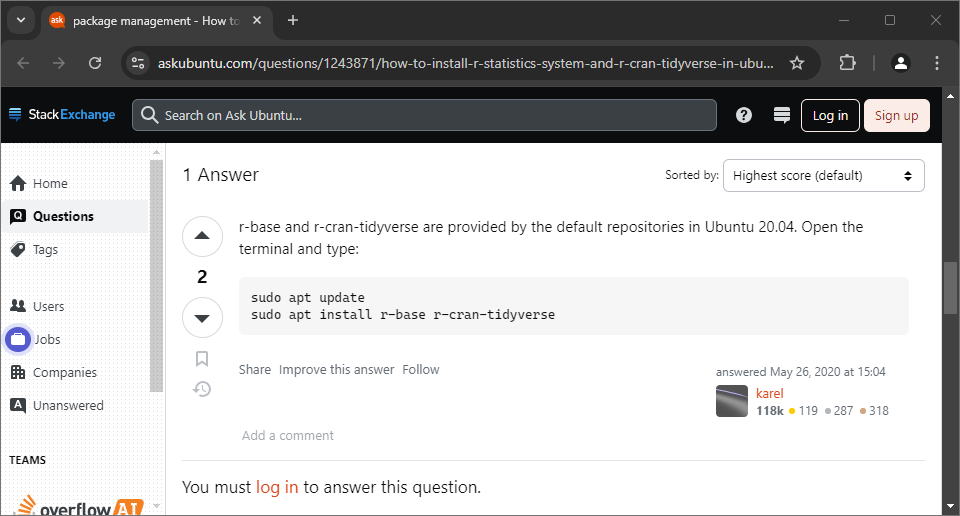 package management - How to
askubuntu.com/questions/1243871/how-to-install-r-statistics-system-and-r-cran-tidyverse-in-ubu...
StackExchange
Search on Ask Ubuntu...
Log in
Sign up
Home
Questions
Tags
Users
Jobs
Companies
Unanswered
TEAMS
overflowAI
1 Answer
Sorted by:
Highest score (default)
r-base and r-cran-tidyverse are provided by the default repositories in Ubuntu 20.04. Open the
terminal and type:
2
sudo apt update
sudo apt install r-base r-cran-tidyverse
Share Improve this answer Follow
answered May 26, 2020 at 15:04
karel
118k 119 287 318
Add a comment
You must log in to answer this question.